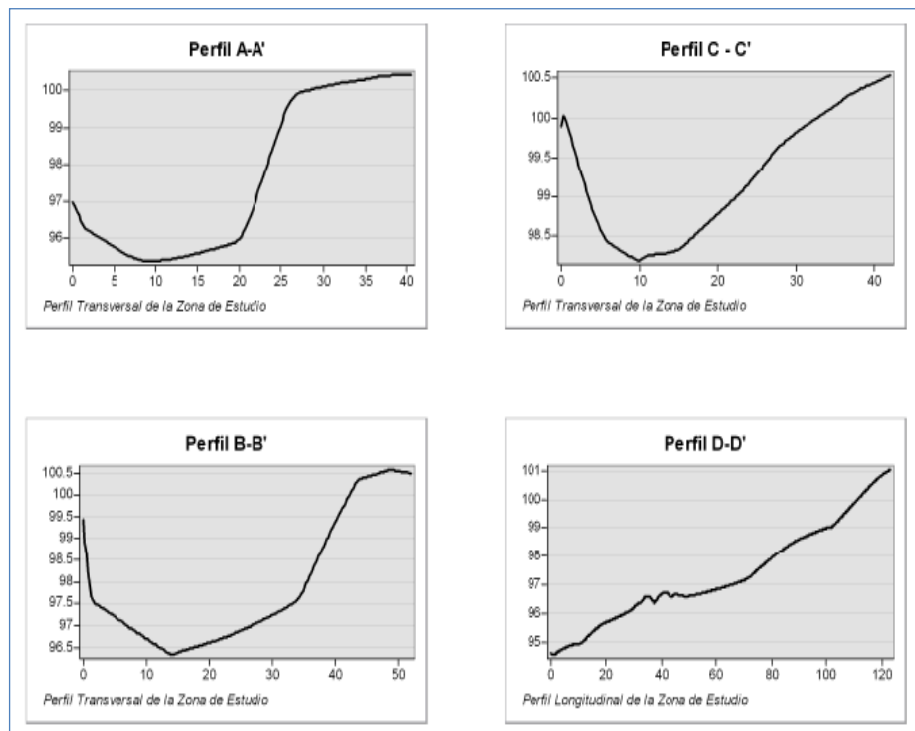 Perfil A-A'
100
99
98
97
96
0 5 10 15 20 25 30 35 40
Perfil Transversal de la Zona de Estudio
Perfil C - C'
100.5
100
99.5
99
98.5
0 10 20 30 40
Perfil Transversal de la Zona de Estudio
Perfil B-B'
100.5
100
99.5
99
98.5
98
97.5
97
96.5
0 10 20 30 40 50
Perfil Transversal de la Zona de Estudio
Perfil D-D'
101
100
99
98
97
96
95
0 20 40 60 80 100 120
Perfil Longitudinal de la Zona de Estudio